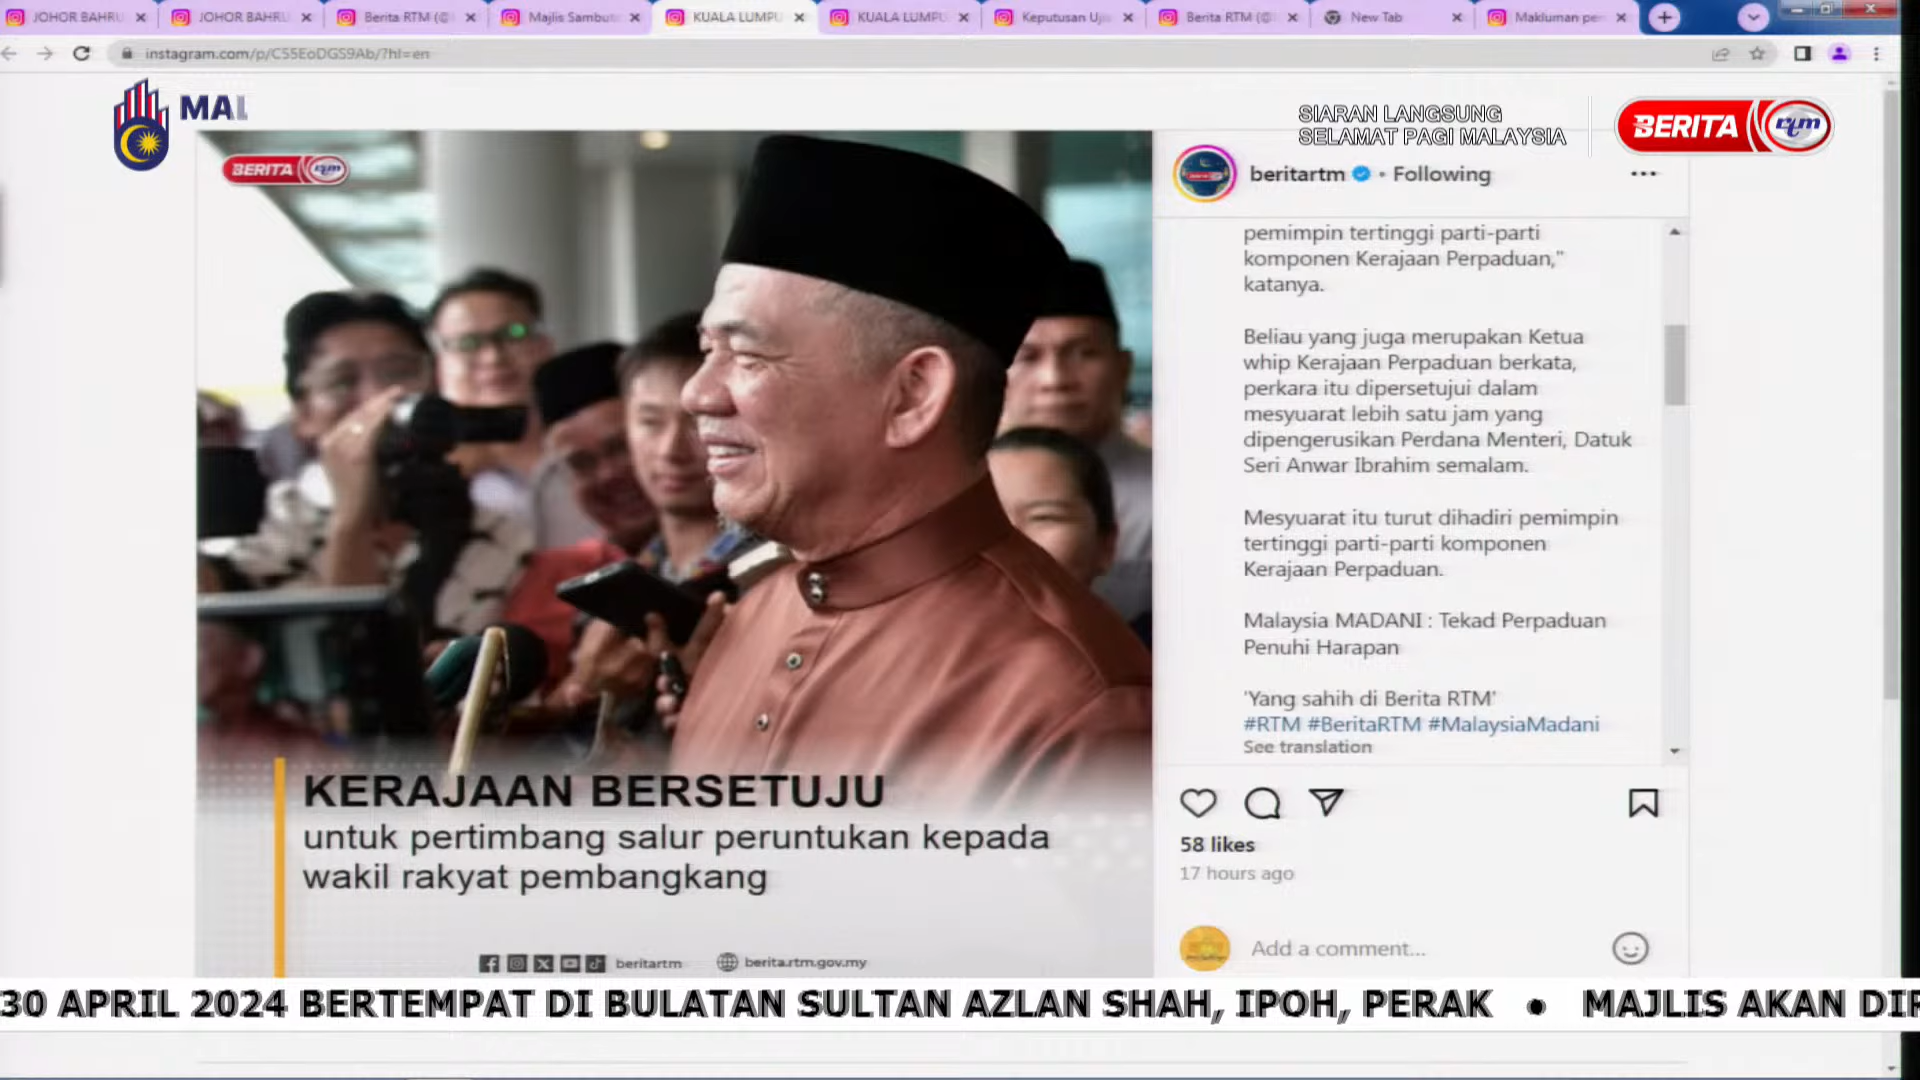 JOHOR BAHRU
JOHOR BAHRU
Berita RTM (@
Majlis Sambut
KUALA LUMPU
KUALA LUMPU
Keputusan Uji
Berita RTM (@
New Tab
Makluman pe
instagram.com/p/C55EoDGS9Ab/?hl=en
MAL
SIARAN LANGSUNG
SELAMAT PAGI MALAYSIA
BERITA rtm
BERITA rtm
beritartm • Following
pemimpin tertinggi parti-parti
komponen Kerajaan Perpaduan,"
katanya.
Beliau yang juga merupakan Ketua
whip Kerajaan Perpaduan berkata,
perkara itu dipersetujui dalam
mesyuarat lebih satu jam yang
dipengerusikan Perdana Menteri, Datuk
Seri Anwar Ibrahim semalam.
Mesyuarat itu turut dihadiri pemimpin
tertinggi parti-parti komponen
Kerajaan Perpaduan.
Malaysia MADANI : Tekad Perpaduan
Penuhi Harapan
'Yang sahih di Berita RTM'
#RTM #BeritaRTM #MalaysiaMadani
See translation
58 likes
17 hours ago
Add a comment...
KERAJAAN BERSETUJU
untuk pertimbang salur peruntukan kepada
wakil rakyat pembangkang
beritartm berita.rtm.gov.my
30 APRIL 2024 BERTEMPAT DI BULATAN SULTAN AZLAN SHAH, IPOH, PERAK • MAJLIS AKAN DIR